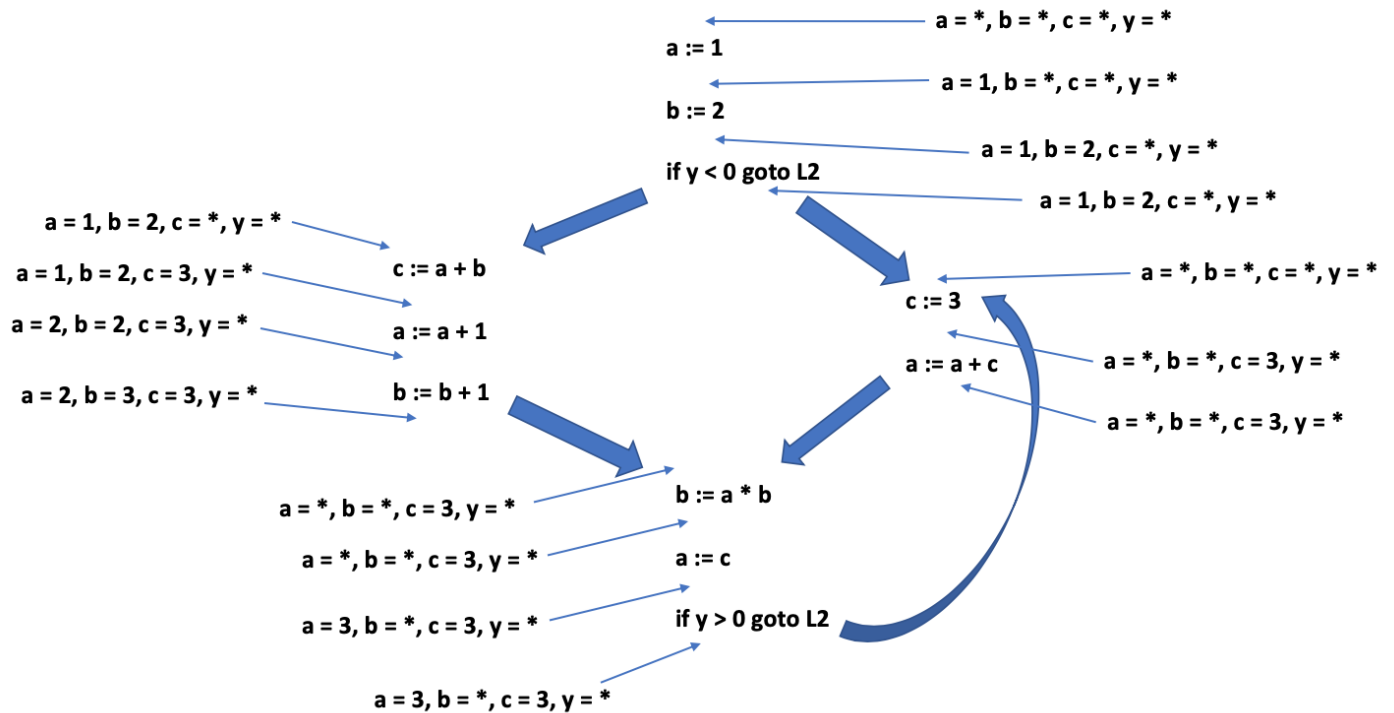 a = *, b = *, c = *, y = *
a := 1
a = 1, b = *, c = *, y = *
b := 2
a = 1, b = 2, c = *, y = *
if y < 0 goto L2
a = 1, b = 2, c = *, y = *
a = 1, b = 2, c = *, y = *
c := a + b
a = 1, b = 2, c = 3, y = *
a := a + 1
a = 2, b = 2, c = 3, y = *
b := b + 1
a = 2, b = 3, c = 3, y = *
a = *, b = *, c = *, y = *
c := 3
a = *, b = *, c = 3, y = *
a := a + c
a = *, b = *, c = 3, y = *
a = *, b = *, c = 3, y = *
b := a * b
a = *, b = *, c = 3, y = *
a := c
a = 3, b = *, c = 3, y = *
if y > 0 goto L2
a = 3, b = *, c = 3, y = *